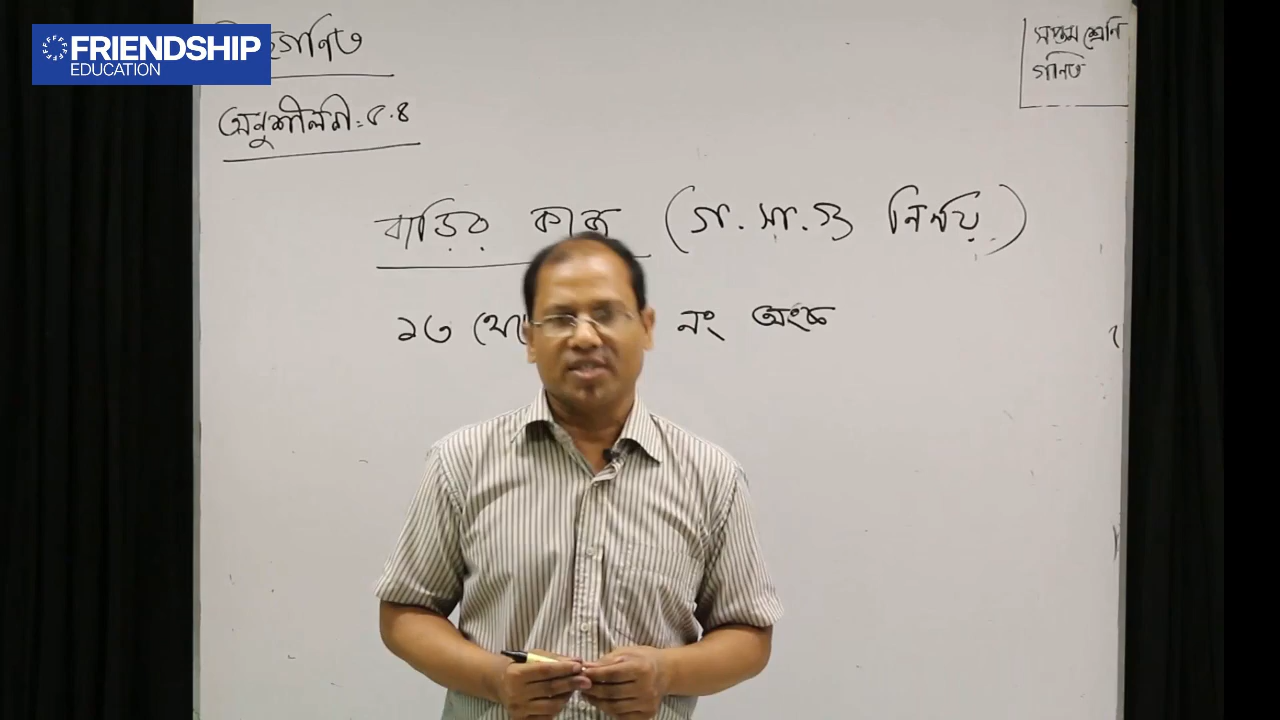 FRIENDSHIP
EDUCATION
সপ্তম শ্রেণি
গণিত
অনুশীলনী: ৫.৪
বাড়ির কাজ (গ. সা. গু নির্ণয়)
১৩ নং অংক